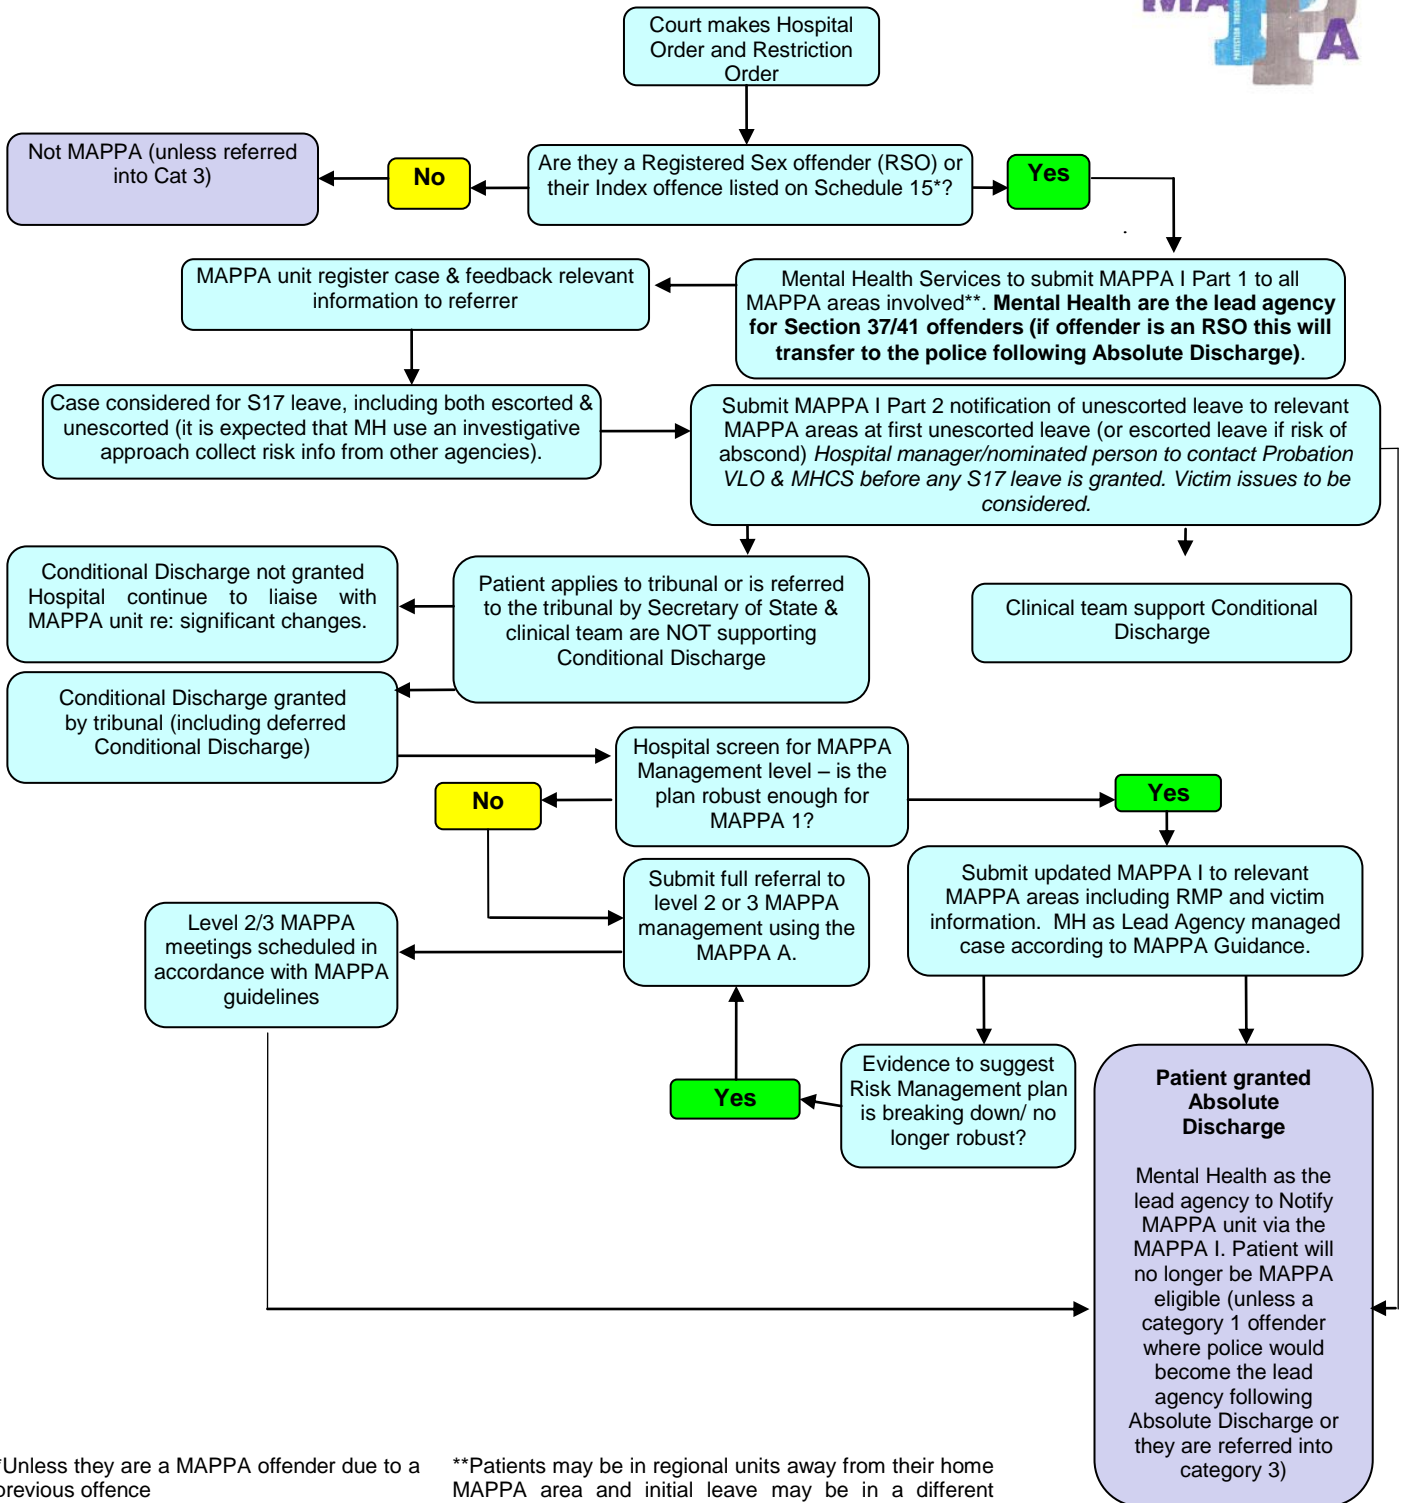 MAPPA
PROTECTION THROUGH
Court makes Hospital
Order and Restriction
Order
Not MAPPA (unless referred
into Cat 3)
No
Are they a Registered Sex offender (RSO) or
their Index offence listed on Schedule 15*?
Yes
MAPPA unit register case & feedback relevant
information to referrer
Mental Health Services to submit MAPPA I Part 1 to all
MAPPA areas involved**. Mental Health are the lead agency
for Section 37/41 offenders (if offender is an RSO this will
transfer to the police following Absolute Discharge).
Case considered for S17 leave, including both escorted &
unescorted (it is expected that MH use an investigative
approach collect risk info from other agencies).
Submit MAPPA I Part 2 notification of unescorted leave to relevant
MAPPA areas at first unescorted leave (or escorted leave if risk of
abscond) Hospital manager/nominated person to contact Probation
VLO & MHCS before any S17 leave is granted. Victim issues to be
considered.
Conditional Discharge not granted
Hospital continue to liaise with
MAPPA unit re: significant changes.
Patient applies to tribunal or is referred
to the tribunal by Secretary of State &
clinical team are NOT supporting
Conditional Discharge
Clinical team support Conditional
Discharge
Conditional Discharge granted
by tribunal (including deferred
Conditional Discharge)
Hospital screen for MAPPA
Management level – is the
plan robust enough for
MAPPA 1?
No
Yes
Submit full referral to
level 2 or 3 MAPPA
management using the
MAPPA A.
Submit updated MAPPA I to relevant
MAPPA areas including RMP and victim
information. MH as Lead Agency managed
case according to MAPPA Guidance.
Level 2/3 MAPPA
meetings scheduled in
accordance with MAPPA
guidelines
Yes
Evidence to suggest
Risk Management plan
is breaking down/ no
longer robust?
Patient granted
Absolute
Discharge
Mental Health as the
lead agency to Notify
MAPPA unit via the
MAPPA I. Patient will
no longer be MAPPA
eligible (unless a
category 1 offender
where police would
become the lead
agency following
Absolute Discharge or
they are referred into
category 3)
*Unless they are a MAPPA offender due to a
previous offence
**Patients may be in regional units away from their home
MAPPA area and initial leave may be in a different